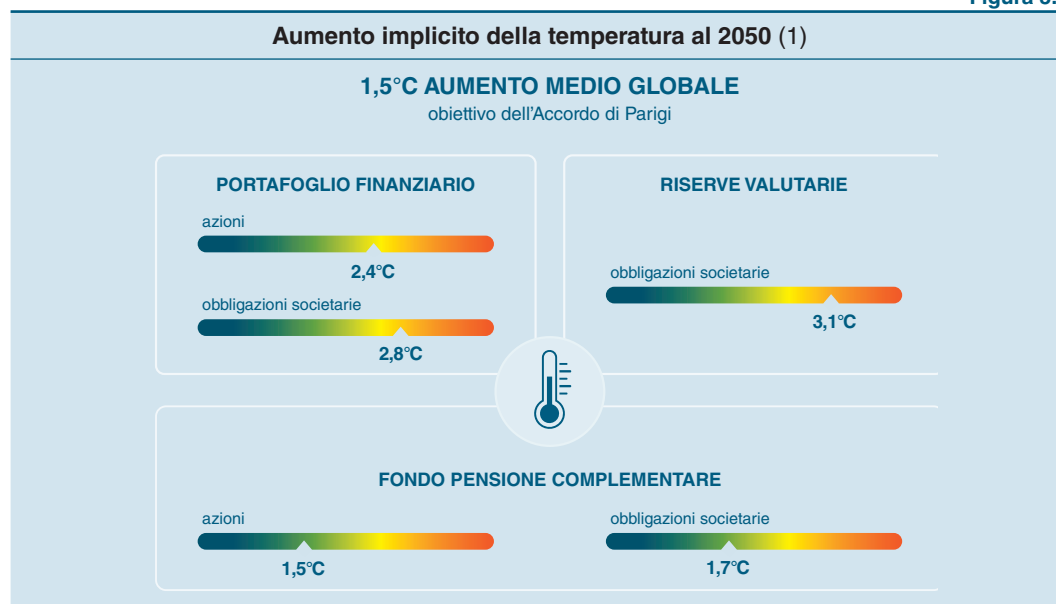 Figura
Aumento implicito della temperatura al 2050 (1)
1,5°C AUMENTO MEDIO GLOBALE
obiettivo dell'Accordo di Parigi
PORTAFOGLIO FINANZIARIO
azioni
2,4°C
obbligazioni societarie
2,8°C
RISERVE VALUTARIE
obbligazioni societarie
3,1°C
FONDO PENSIONE COMPLEMENTARE
azioni
1,5°C
obbligazioni societarie
1,7°C